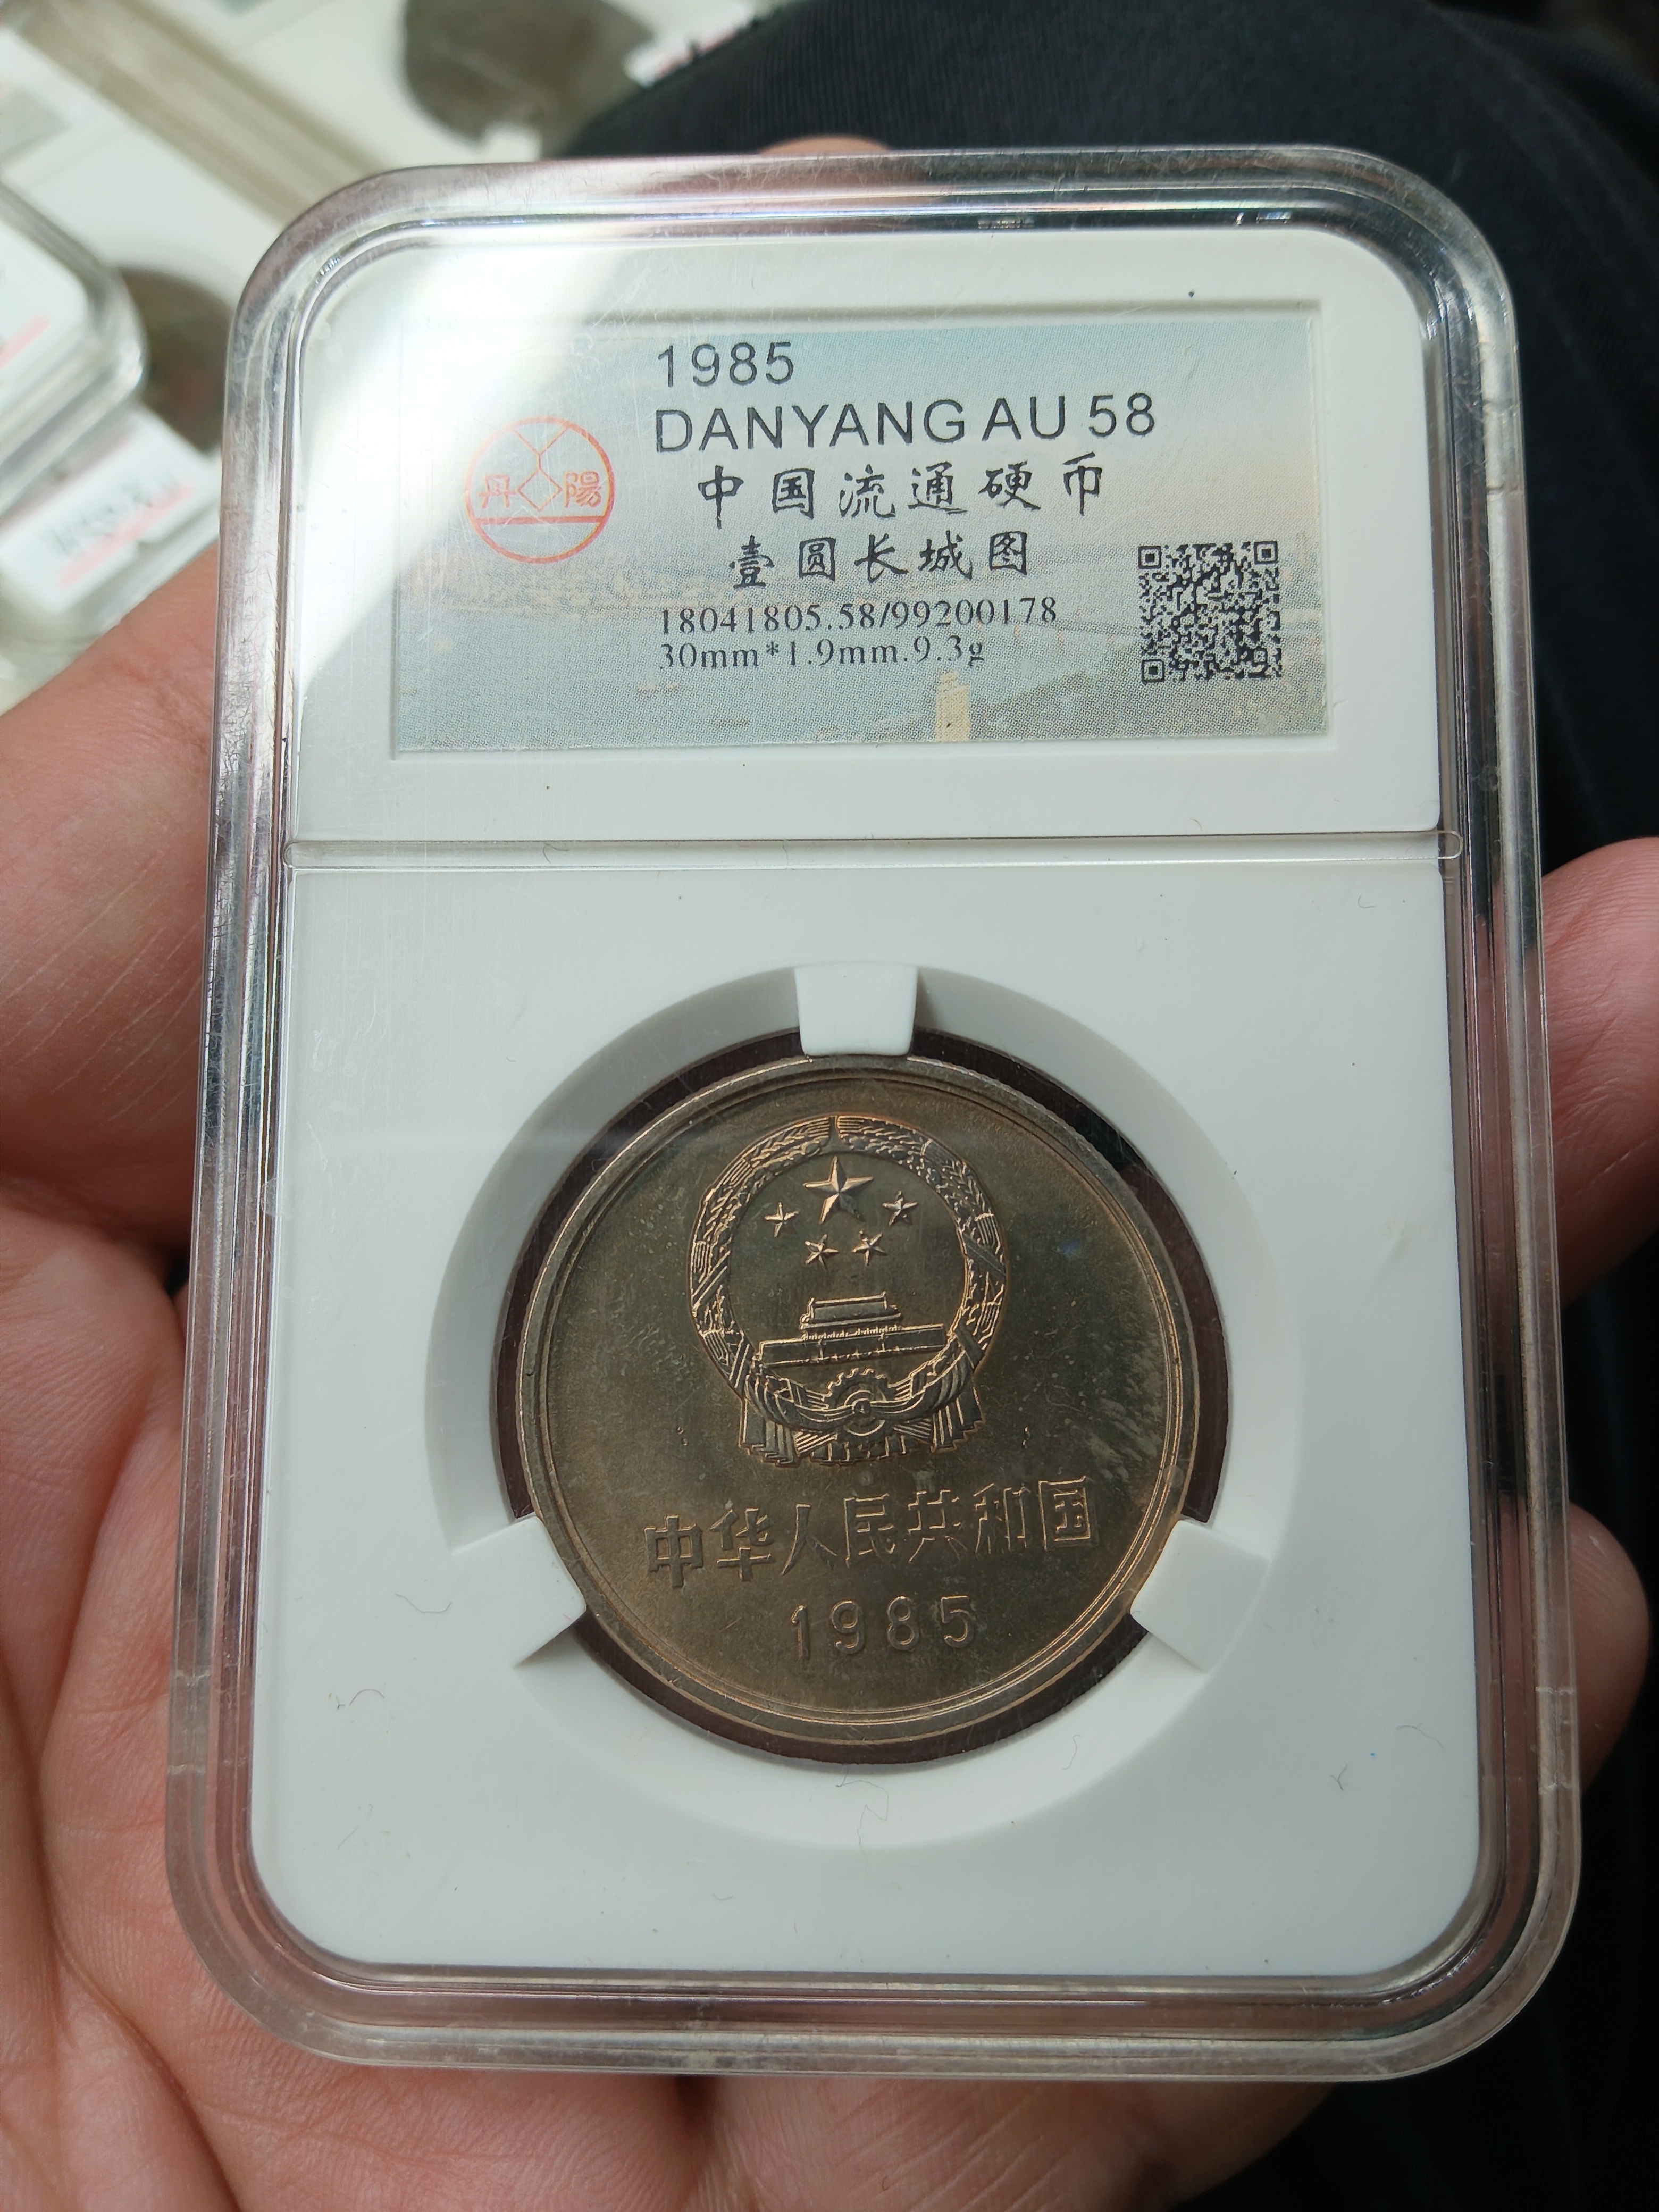 1985
DANYANG AU 58
丹陽
中国流通硬币
壹圆长城图
18041805.58/99200178
30mm*1.9mm.9.3g
中华人民共和国
1985